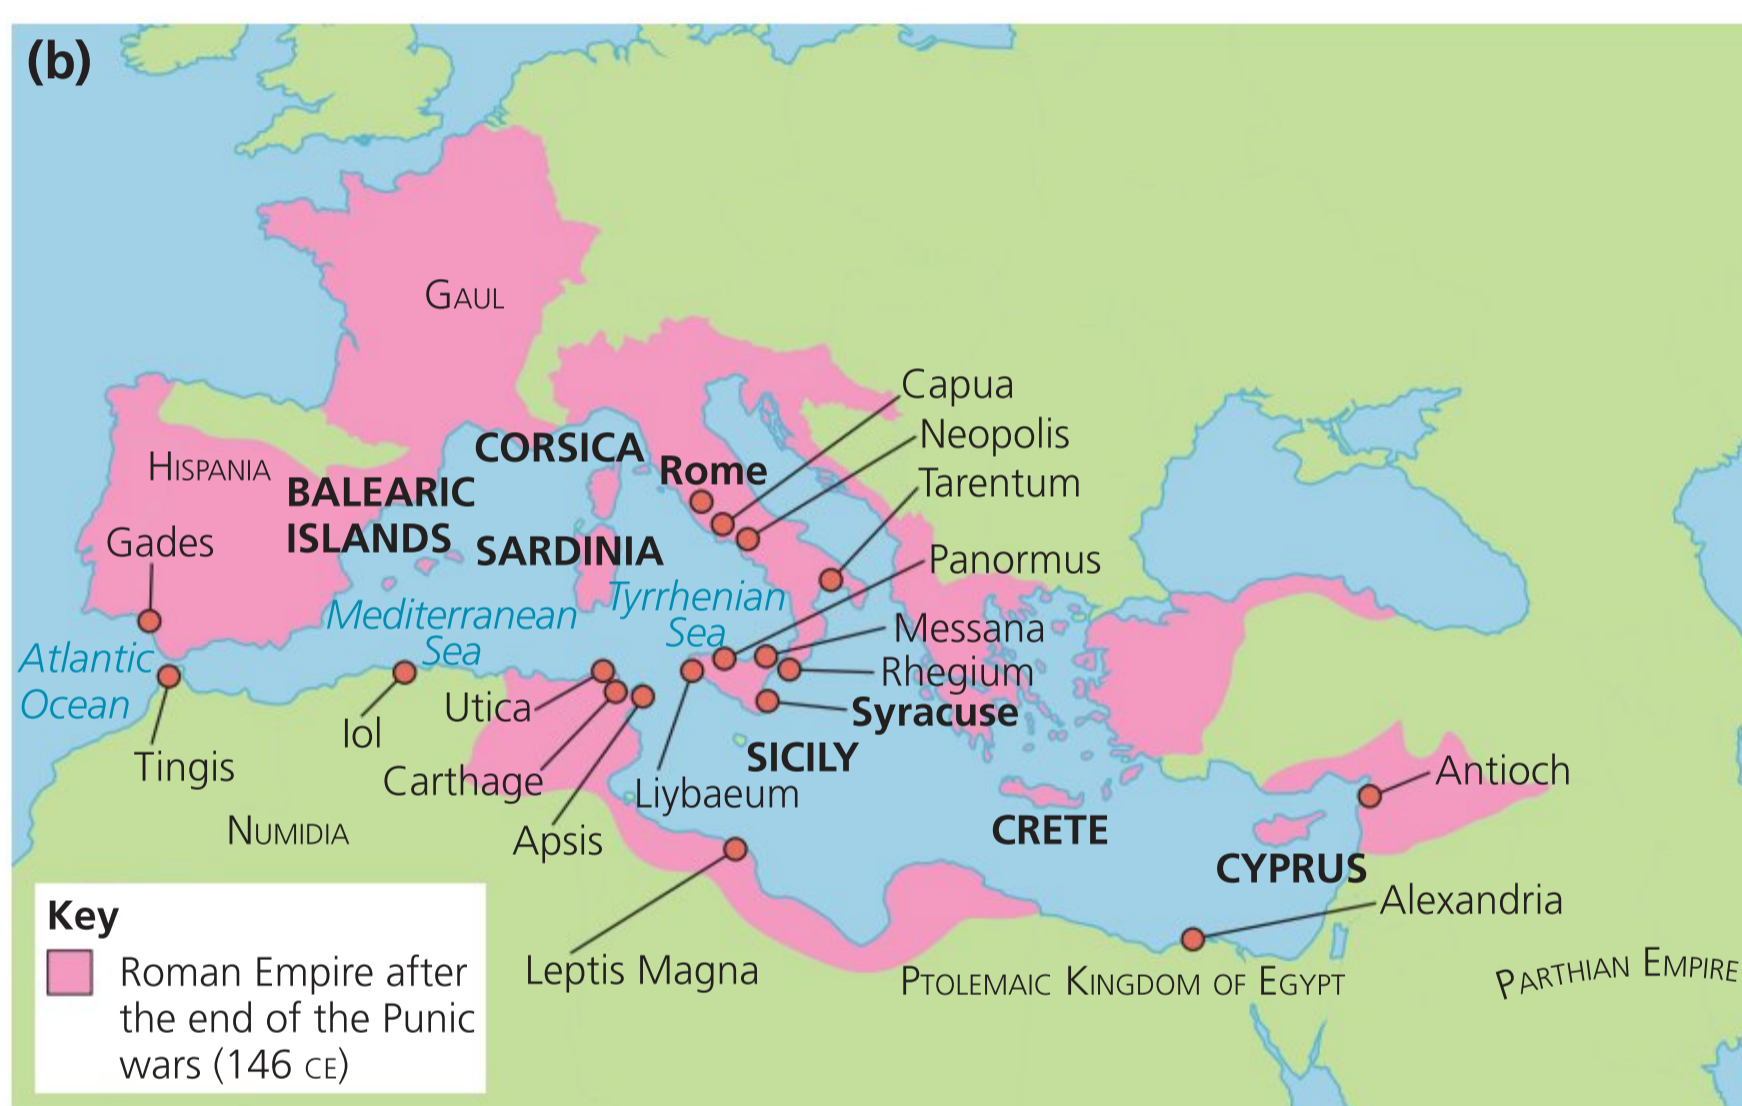 (b)
GAUL
Capua
Neopolis
CORSICA
Rome
HISPANIA
Tarentum
BALEARIC
ISLANDS
Gades
SARDINIA
Panormus
Tyrrhenian
Sea
Mediterranean
Sea
Messana
Atlantic
Ocean
Rhegium
Utica
Syracuse
Iol
SICILY
Tingis
Carthage
Antioch
Liybaeum
NUMIDIA
Apsis
CRETE
CYPRUS
Alexandria
Leptis Magna
PTOLEMAIC KINGDOM OF EGYPT
PARTHIAN EMPIRE
Key
Roman Empire after
the end of the Punic
wars (146 CE)